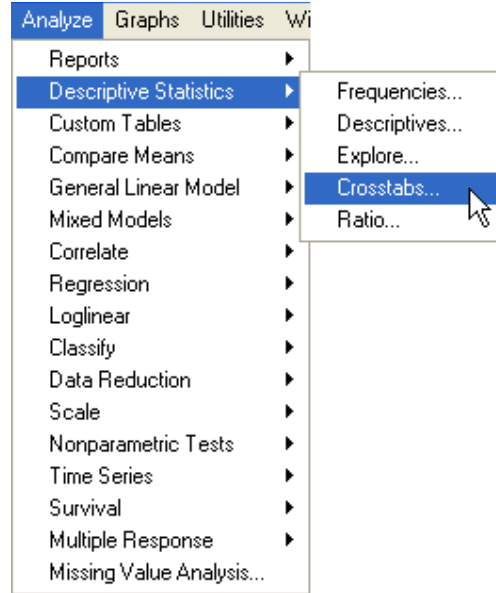 Analyze Graphs Utilities
Reports
Descriptive Statistics
Custom Tables
Compare Means
General Linear Model
Mixed Models
Correlate
Regression
Loglinear
Classify
Data Reduction
Scale
Nonparametric Tests
Time Series
Survival
Multiple Response
Missing Value Analysis...
Frequencies...
Descriptives...
Explore...
Crosstabs...
Ratio...